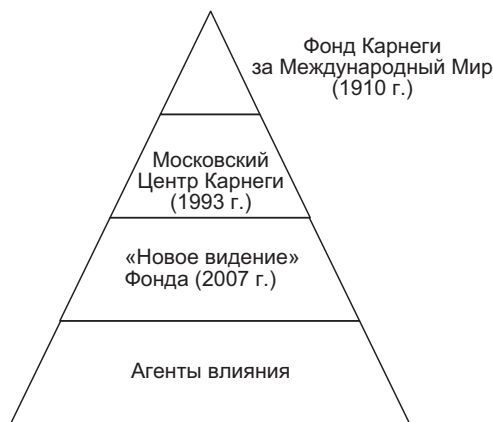 Фонд Карнеги
за Международный Мир
(1910 г.)
Московский
Центр Карнеги
(1993 г.)
«Новое видение»
Фонда (2007 г.)
Агенты влияния